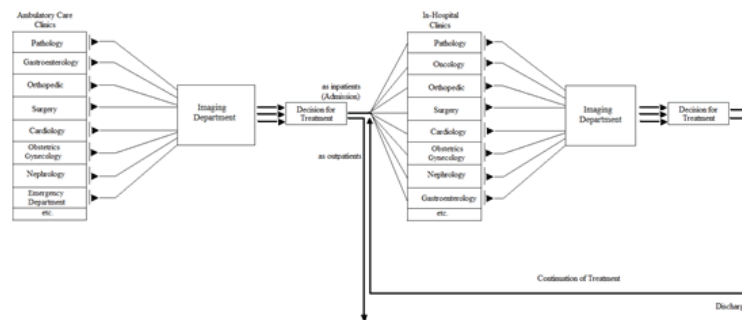 Ambulatory Care
Clinics
Pathology
Gastroenterology
Orthopedic
Surgery
Cardiology
Obstetrics
Gynecology
Nephrology
Emergency
Department
etc.
Imaging
Department
Decision for
Treatment
as inpatients
(Admission)
as outpatients
In-Hospital
Clinics
Pathology
Oncology
Orthopedic
Surgery
Cardiology
Obstetrics
Gynecology
Nephrology
Gastroenterology
etc.
Imaging
Department
Decision for
Treatment
Continuation of Treatment
Discharg